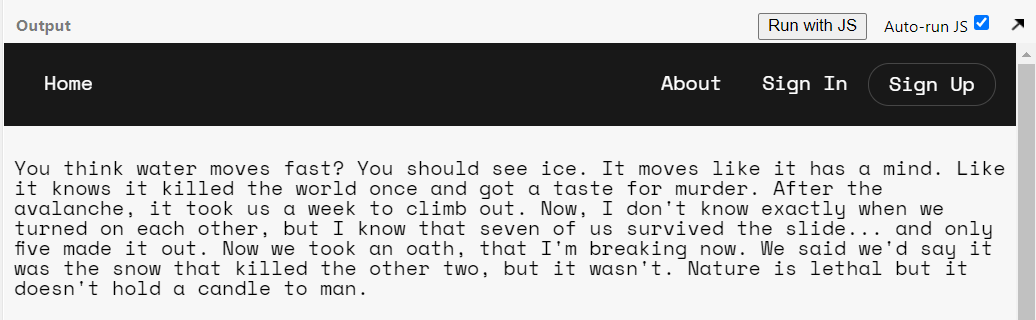 Output Run with JS Auto-run JS
Home About Sign In Sign Up
You think water moves fast? You should see ice. It moves like it has a mind. Like
it knows it killed the world once and got a taste for murder. After the
avalanche, it took us a week to climb out. Now, I don't know exactly when we
turned on each other, but I know that seven of us survived the slide... and only
five made it out. Now we took an oath, that I'm breaking now. We said we'd say it
was the snow that killed the other two, but it wasn't. Nature is lethal but it
doesn't hold a candle to man.